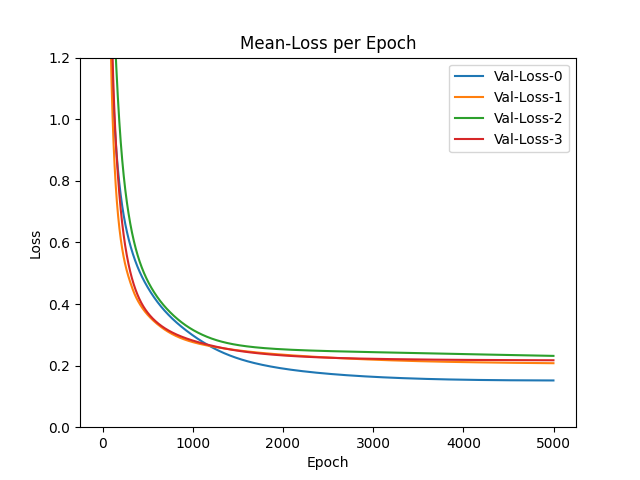 Mean-Loss per Epoch
1.2
1.0
0.8
0.6
0.4
0.2
0.0
Loss
Val-Loss-0
Val-Loss-1
Val-Loss-2
Val-Loss-3
0 1000 2000 3000 4000 5000
Epoch